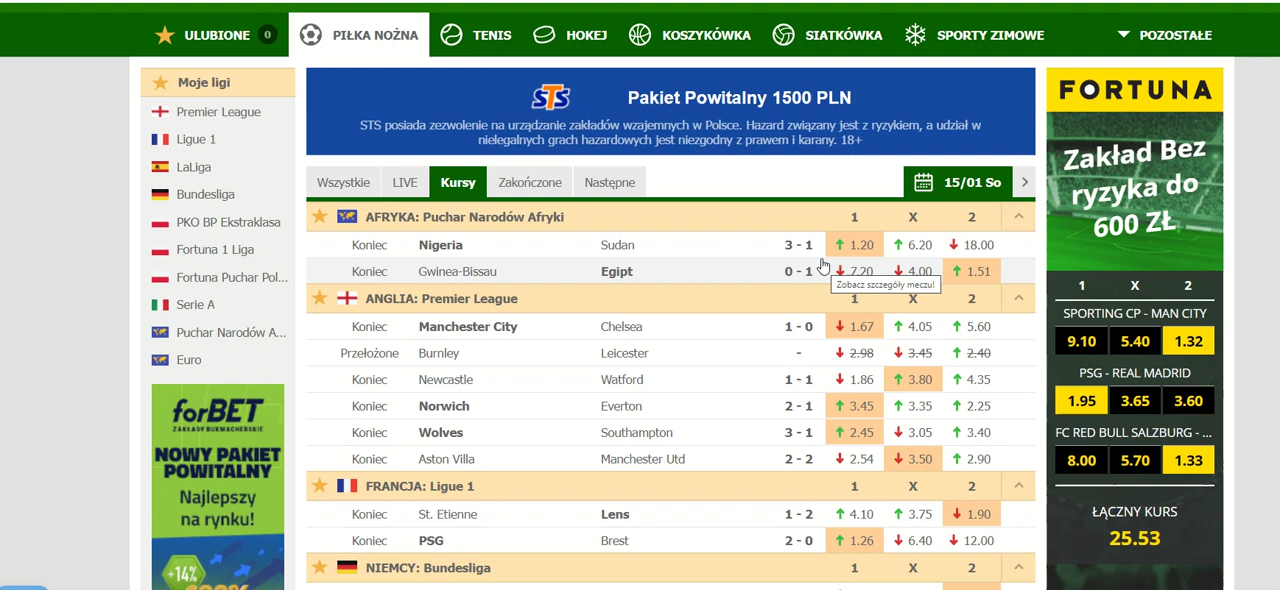 ULUBIONE 0 PIŁKA NOŻNA TENIS HOKEJ KOSZYKÓWKA SIATKÓWKA SPORTY ZIMOWE POZOSTAŁE
Moje ligi
Premier League
Ligue 1
LaLiga
Bundesliga
PKO BP Ekstraklasa
Fortuna 1 Liga
Fortuna Puchar Pol...
Serie A
Puchar Narodów A...
Euro
forBET
ZAKŁADY BUKMACHERSKIE
NOWY PAKIET
POWITALNY
Najlepszy
na rynku!
+14%
STS Pakiet Powitalny 1500 PLN
STS posiada zezwolenie na urządzanie zakładów wzajemnych w Polsce. Hazard związany jest z ryzykiem, a udział w
nielegalnych grach hazardowych jest niezgodny z prawem i karany. 18+
Wszystkie LIVE Kursy Zakończone Następne 15/01 So
AFRYKA: Puchar Narodów Afryki 1 X 2
Koniec Nigeria Sudan 3 - 1 1.20 6.20 18.00
Koniec Gwinea-Bissau Egipt 0 - 1 7.20 4.00 1.51
Zobacz szczegóły meczu!
ANGLIA: Premier League 1 X 2
Koniec Manchester City Chelsea 1 - 0 1.67 4.05 5.60
Przełożone Burnley Leicester - 2.98 3.45 2.40
Koniec Newcastle Watford 1 - 1 1.86 3.80 4.35
Koniec Norwich Everton 2 - 1 3.45 3.35 2.25
Koniec Wolves Southampton 3 - 1 2.45 3.05 3.40
Koniec Aston Villa Manchester Utd 2 - 2 2.54 3.50 2.90
FRANCJA: Ligue 1 1 X 2
Koniec St. Etienne Lens 1 - 2 4.10 3.75 1.90
Koniec PSG Brest 2 - 0 1.26 6.40 12.00
NIEMCY: Bundesliga 1 X 2
FORTUNA
Zakład Bez
ryzyka do
600 ZŁ
1 X 2
SPORTING CP - MAN CITY
9.10 5.40 1.32
PSG - REAL MADRID
1.95 3.65 3.60
FC RED BULL SALZBURG - ...
8.00 5.70 1.33
ŁĄCZNY KURS
25.53